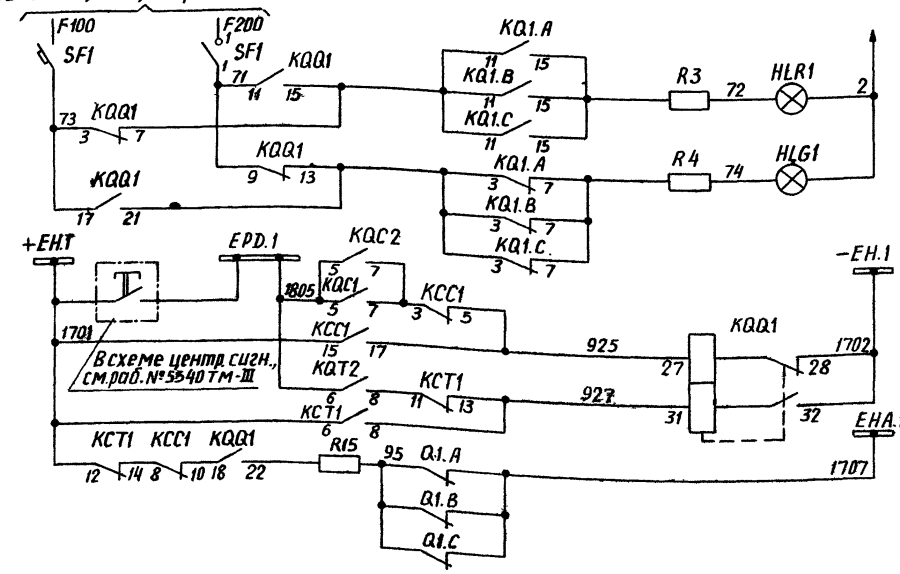 F100
F200
SF1
1
SF1
1
71
11
KQQ1
15
KQ1.A
11
15
KQ1.B
11
15
KQ1.C
11
15
R3
72
HLR1
2
73
KQQ1
3
7
KQQ1
9
13
KQ1.A
3
7
KQ1.B
3
7
KQ1.C
3
7
R4
74
HLG1
KQQ1
17
21
+EH.T
EPD.1
KQC2
5
7
1805
KQC1
5
7
KCC1
3
5
-EH.1
1701
KCC1
15
17
925
27
KQQ1
28
1702
В схеме центр. сигн.,
см. раб. № 5540 ТМ-III
KQT2
6
8
KCT1
11
13
927
31
32
KCT1
6
8
EHA.
KCT1
12
14
KCC1
8
10
KQQ1
18
22
R15
95
Q1.A
1707
Q1.B
Q1.C